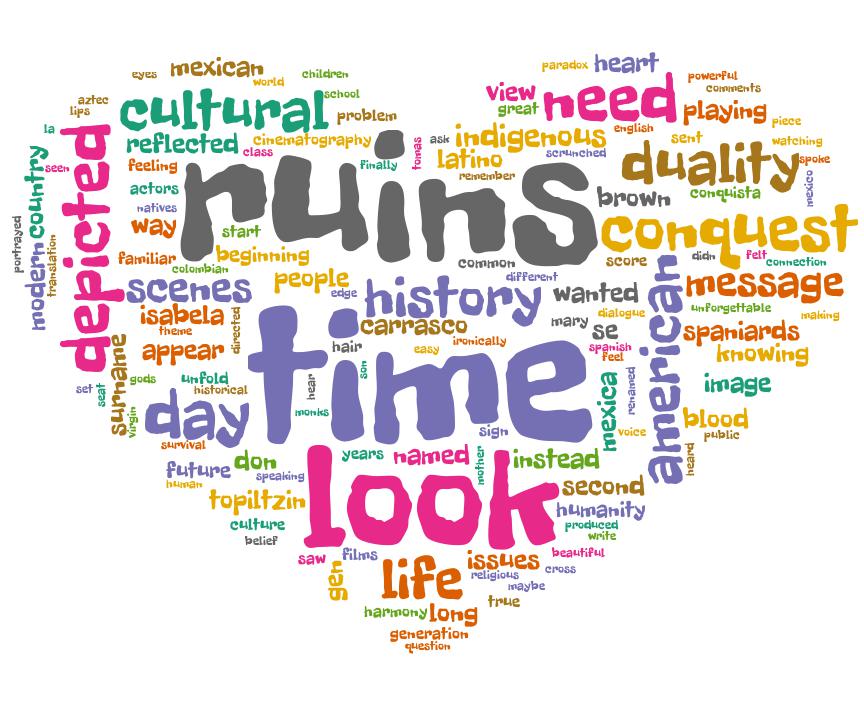 eyes
mexican
world
children
paradox
heart
powerful
comments
aztec
lips
cultural
school
problem
view
great
need
playing
piece
la
reflected
cinematography
class
finally
tomas
ask
indigenous
english
sent
watching
depicted
seen
country
feeling
actors
natives
ruins
latino
remember
scrunched
duality
spoke
brown
conquista
mexico
portrayed
modern
translation
way
start
familiar
colombian
beginning
common
score
conquest
didn
felt
connection
scenes
people
edge
history
different
wanted
american
message
unforgettable
making
isabela
theme
directed
carrasco
mary
dialogue
se
spaniards
surname
appear
time
hair
easy
ironically
spanish
feel
knowing
set
seat
gods
virgin
unfold
historical
hear
son
mexica
renamed
image
day
monks
sign
voice
blood
public
survival
heard
future
human
don
speaking
years
named
mother
instead
topiltzin
look
second
humanity
culture
belief
produced
write
saw
films
gen
life
issues
religious
beautiful
cross
maybe
true
harmony
long
generation
question